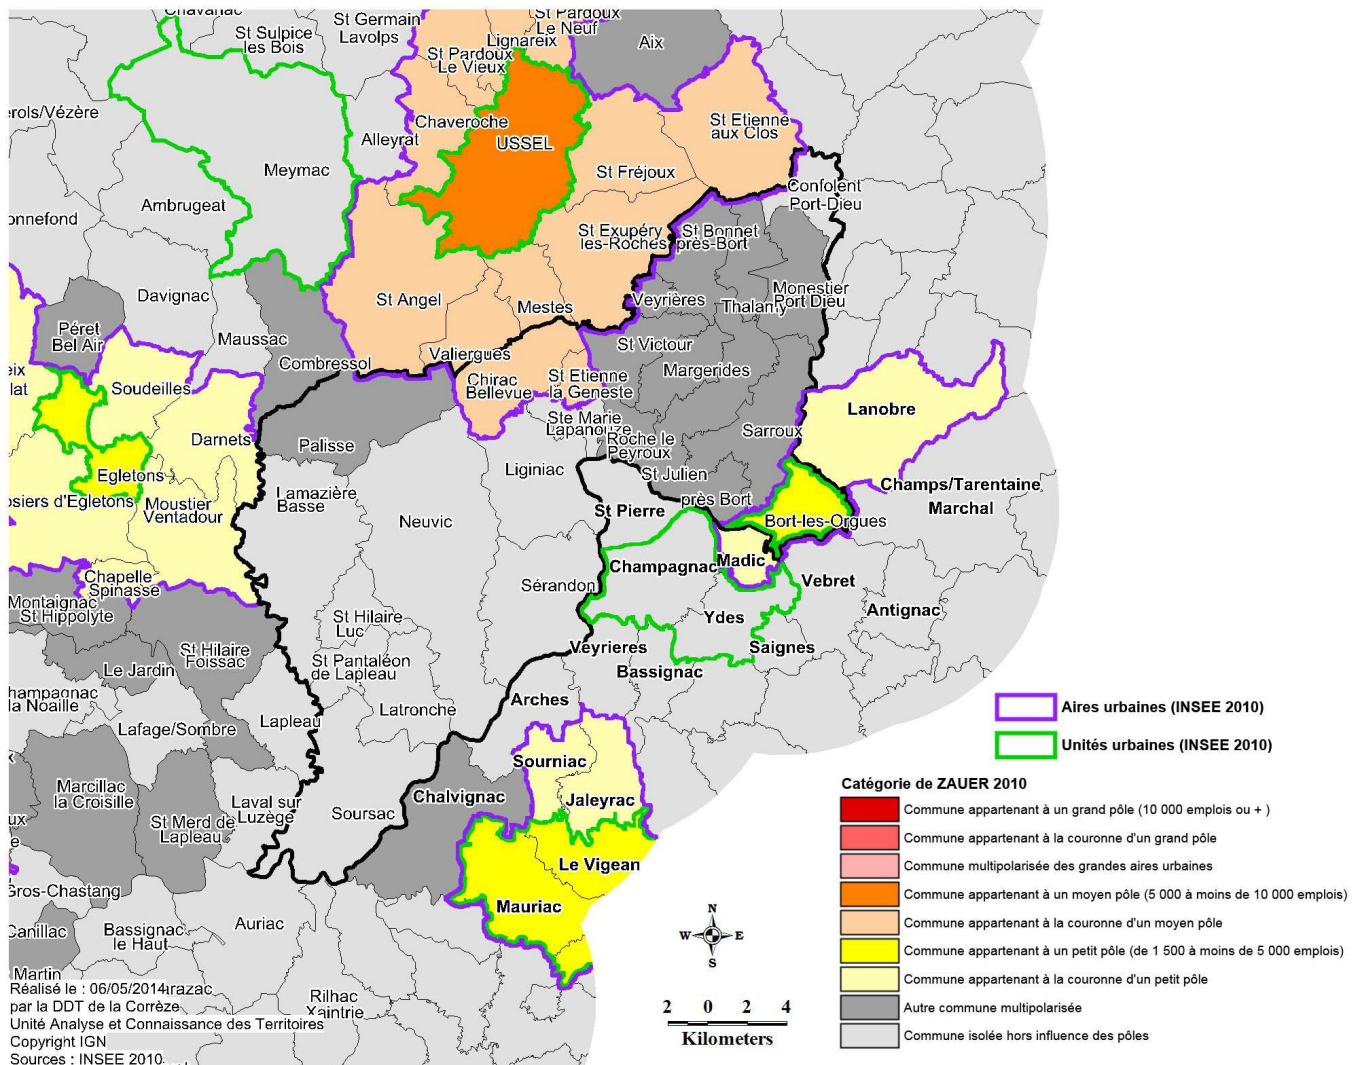 Chavanac
St Sulpice
les Bois
St Germain
Lavolps
St Pardoux
Le Neuf
Lignareix
St Pardoux
Le Vieux
Aix
erols/Vézère
Chaveroche
Alleyrat
USSEL
St Etienne
aux Clos
Meymac
St Fréjoux
Confolent
Port-Dieu
Ambrugeat
onnefond
St Exupéry
les-Roches
St Bonnet
près-Bort
Davignac
St Angel
Mestes
Veyrières
Thalamy
Monestier
Port Dieu
Péret
Bel Air
Maussac
Combressol
Valiergues
St Victour
Margerides
eix
lat
Soudeilles
Chirac
Bellevue
St Etienne
la Geneste
Lanobre
Darnets
Palisse
Ste Marie
Lapanouze
Roche le
Peyroux
Sarroux
Egletons
Liginiac
St Julien
près Bort
Champs/Tarentaine
Marchal
osiers d'Egletons
Moustier
Ventadour
Lamazière
Basse
Neuvic
St Pierre
Bort-les-Orgues
Champagnac
Madic
Chapelle
Spinasse
Sérandon
Vebret
Montaignac
St Hippolyte
St Hilaire
Luc
Ydes
Antignac
St Hilaire
Foissac
Le Jardin
St Pantaléon
de Lapleau
Veyrieres
Bassignac
Saignes
hampagnac
la Noaille
Lafage/Sombre
Lapleau
Latronche
Arches
Aires urbaines (INSEE 2010)
Unités urbaines (INSEE 2010)
x
Marcillac
la Croisille
Sourniac
Chalvignac
Jaleyrac
Laval sur
Luzège
Soursac
ux
e
St Merd de
Lapleau
Le Vigean
Gros-Chastang
Mauriac
Canillac
Bassignac
le Haut
Auriac
Martin
Rilhac
Xaintrie
Catégorie de ZAUER 2010
Commune appartenant à un grand pôle (10 000 emplois ou + )
Commune appartenant à la couronne d'un grand pôle
Commune multipolarisée des grandes aires urbaines
Commune appartenant à un moyen pôle (5 000 à moins de 10 000 emplois)
Commune appartenant à la couronne d'un moyen pôle
Commune appartenant à un petit pôle (de 1 500 à moins de 5 000 emplois)
Commune appartenant à la couronne d'un petit pôle
Autre commune multipolarisée
Commune isolée hors influence des pôles
N
W E
S
2 0 2 4
Kilometers
Réalisé le : 06/05/2014
par la DDT de la Corrèze
Unité Analyse et Connaissance des Territoires
Copyright IGN
Sources : INSEE 2010